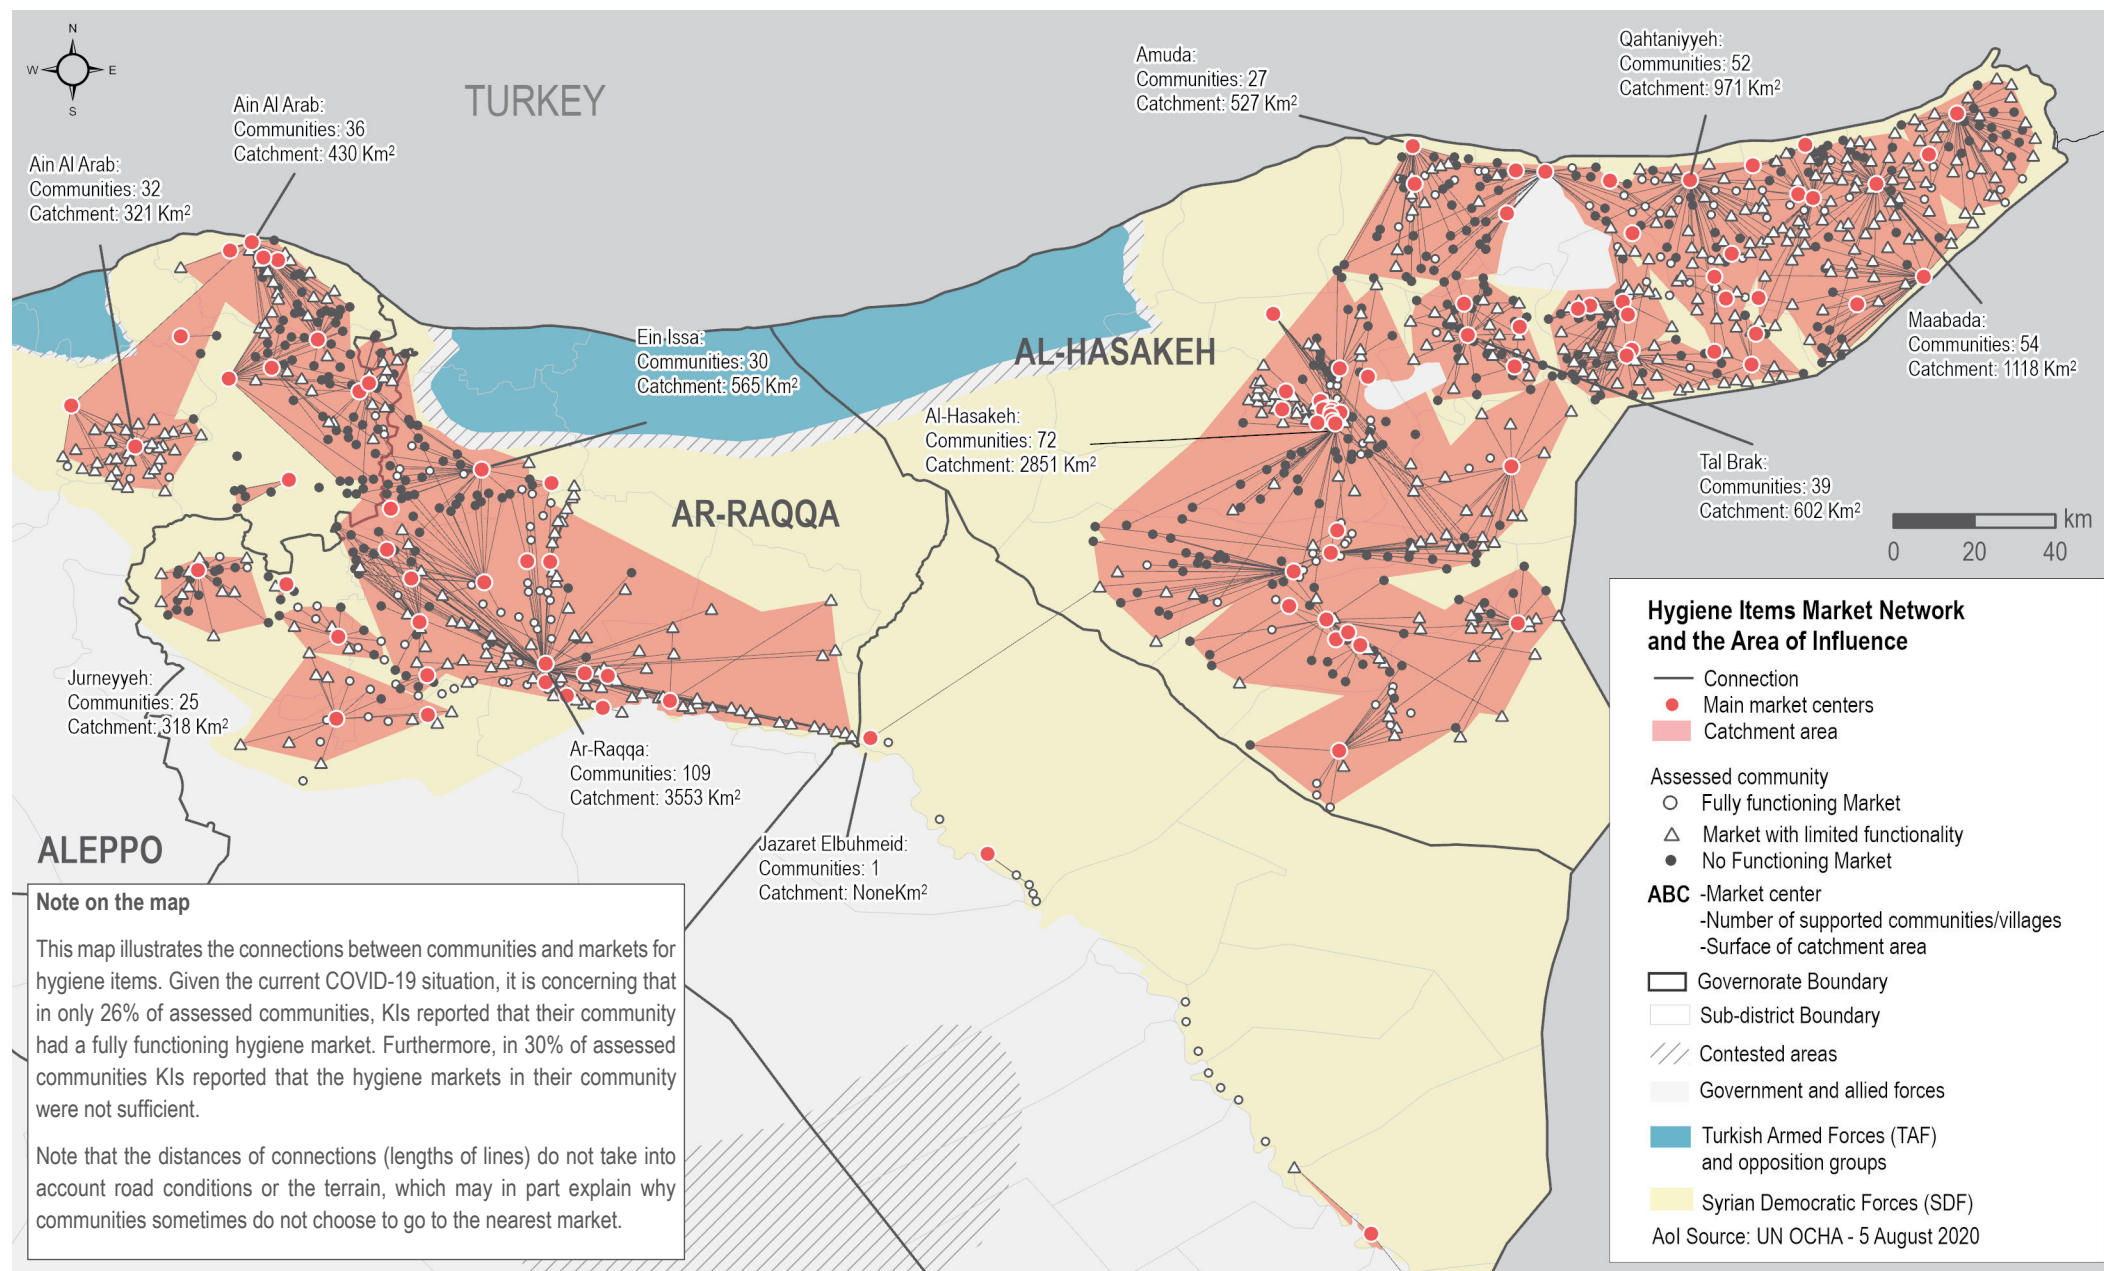 N
W
E
S
TURKEY
Ain Al Arab:
Communities: 36
Catchment: 430 Km²
Ain Al Arab:
Communities: 32
Catchment: 321 Km²
Amuda:
Communities: 27
Catchment: 527 Km²
Qahtaniyyeh:
Communities: 52
Catchment: 971 Km²
Ein Issa:
Communities: 30
Catchment: 565 Km²
AL-HASAKEH
Maabada:
Communities: 54
Catchment: 1118 Km²
Al-Hasakeh:
Communities: 72
Catchment: 2851 Km²
Tal Brak:
Communities: 39
Catchment: 602 Km²
AR-RAQQA
km
0 20 40
Jurneyyeh:
Communities: 25
Catchment: 318 Km²
Ar-Raqqa:
Communities: 109
Catchment: 3553 Km²
Jazaret Elbuhmeid:
Communities: 1
Catchment: NoneKm²
ALEPPO
Note on the map
This map illustrates the connections between communities and markets for
hygiene items. Given the current COVID-19 situation, it is concerning that
in only 26% of assessed communities, KIs reported that their community
had a fully functioning hygiene market. Furthermore, in 30% of assessed
communities KIs reported that the hygiene markets in their community
were not sufficient.
Note that the distances of connections (lengths of lines) do not take into
account road conditions or the terrain, which may in part explain why
communities sometimes do not choose to go to the nearest market.
Hygiene Items Market Network
and the Area of Influence
Connection
Main market centers
Catchment area
Assessed community
Fully functioning Market
Market with limited functionality
No Functioning Market
ABC -Market center
-Number of supported communities/villages
-Surface of catchment area
Governorate Boundary
Sub-district Boundary
Contested areas
Government and allied forces
Turkish Armed Forces (TAF)
and opposition groups
Syrian Democratic Forces (SDF)
AoI Source: UN OCHA - 5 August 2020